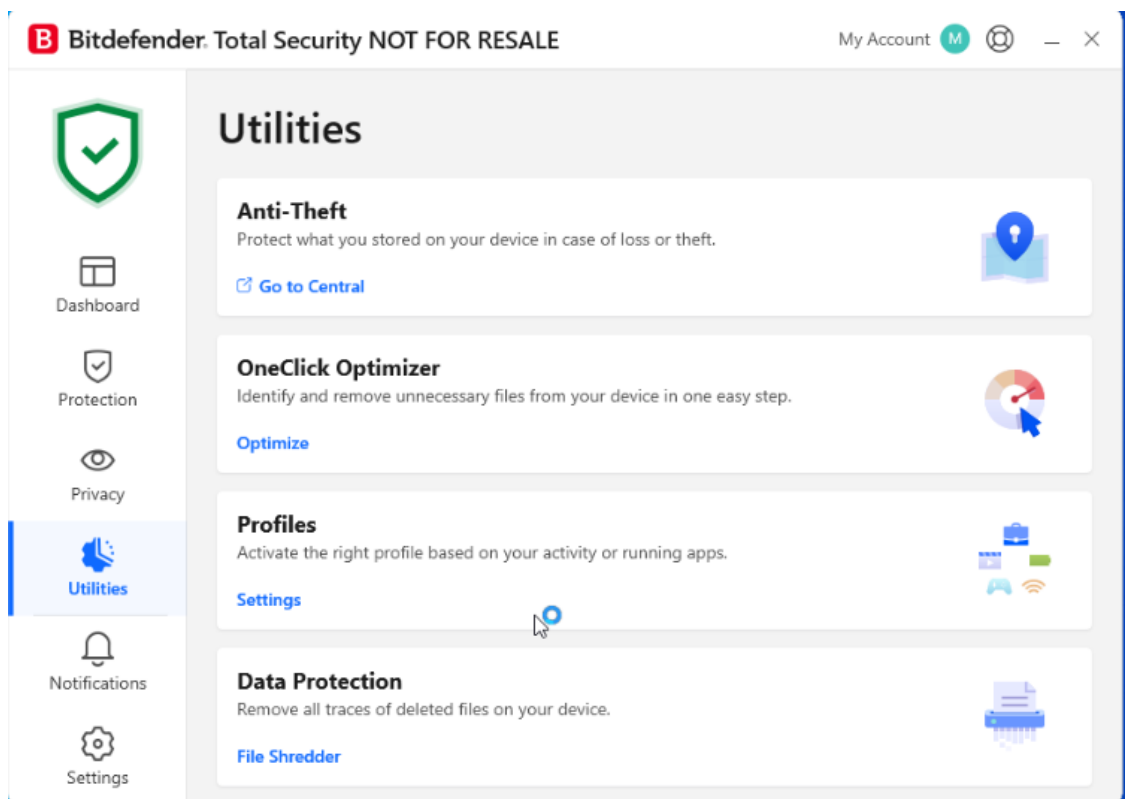 B Bitdefender. Total Security NOT FOR RESALE
My Account M
Utilities
Anti-Theft
Protect what you stored on your device in case of loss or theft.
Go to Central
OneClick Optimizer
Identify and remove unnecessary files from your device in one easy step.
Optimize
Profiles
Activate the right profile based on your activity or running apps.
Settings
Data Protection
Remove all traces of deleted files on your device.
File Shredder
Dashboard
Protection
Privacy
Utilities
Notifications
Settings